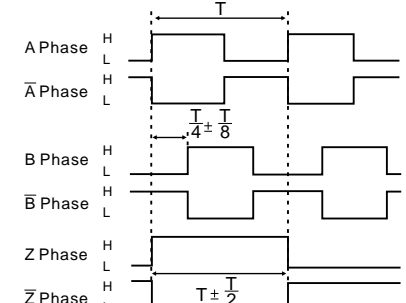 T
A Phase H L
A̅ Phase H L
T/4 ± T/8
B Phase H L
B̅ Phase H L
Z Phase H L
T ± T/2
Z̅ Phase H